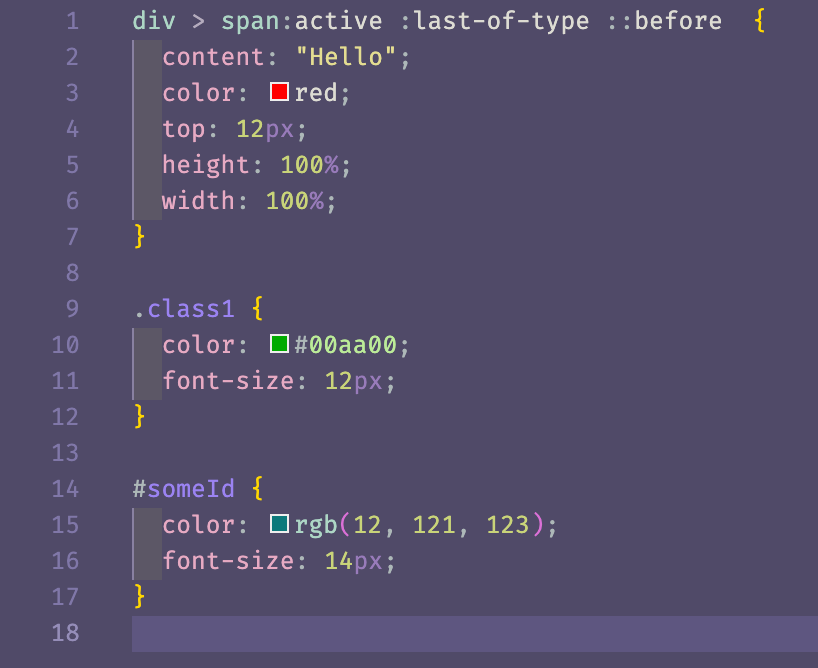 1 div > span:active :last-of-type ::before  {
2   content: "Hello";
3   color: red;
4   top: 12px;
5   height: 100%;
6   width: 100%;
7 }
8
9 .class1 {
10   color: #00aa00;
11   font-size: 12px;
12 }
13
14 #someId {
15   color: rgb(12, 121, 123);
16   font-size: 14px;
17 }
18